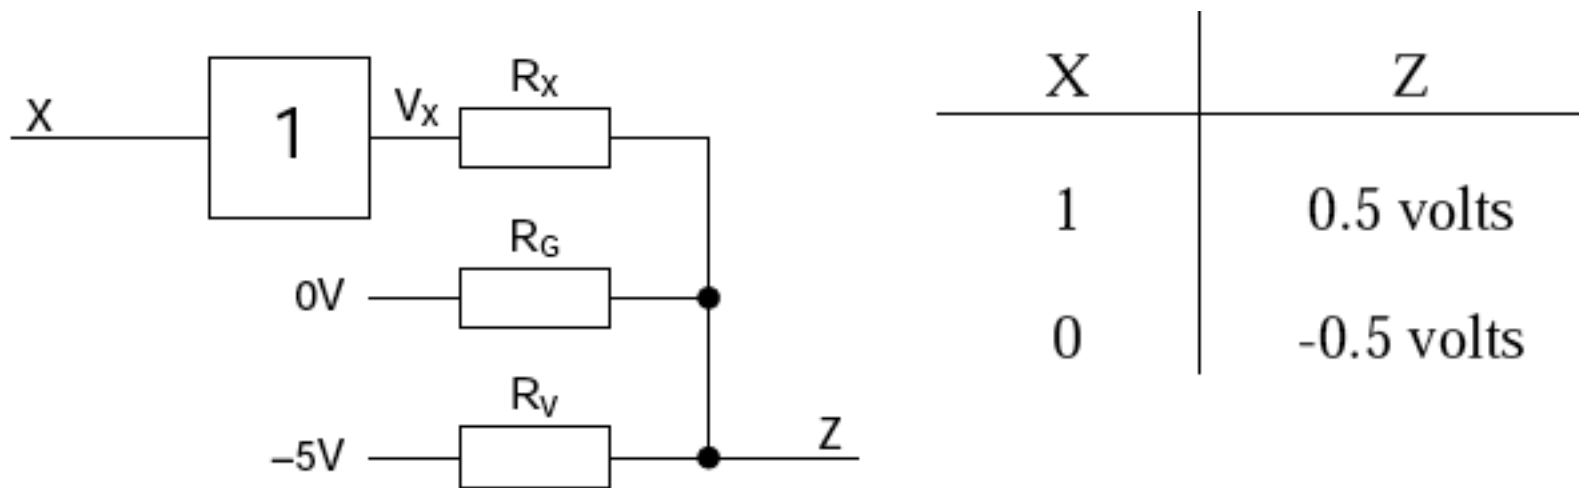 X
1
VX
RX
RG
0V
RV
–5V
Z
X Z
1 0.5 volts
0 -0.5 volts